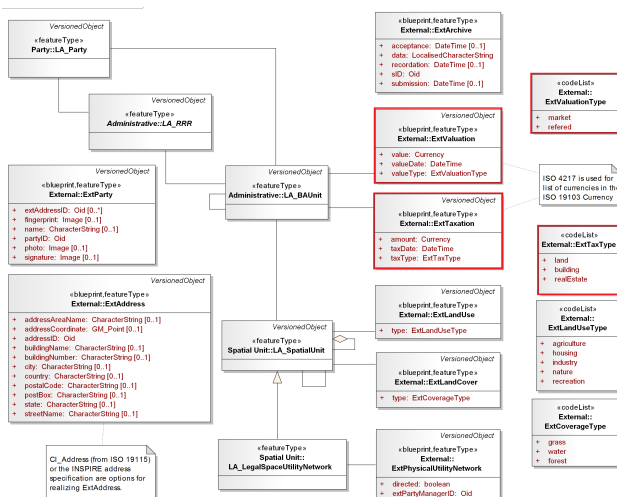 VersionedObject
«featureType»
Party::LA_Party
VersionedObject
«featureType»
Administrative::LA_RRR
VersionedObject
«blueprint,featureType»
External::ExtParty
+ extAddressID: Oid [0..*]
+ fingerprint: Image [0..1]
+ name: CharacterString [0..1]
+ partyID: Oid
+ photo: Image [0..1]
+ signature: Image [0..1]
VersionedObject
«blueprint,featureType»
External::ExtAddress
+ addressAreaName: CharacterString [0..1]
+ addressCoordinate: GM_Point [0..1]
+ addressID: Oid
+ buildingName: CharacterString [0..1]
+ buildingNumber: CharacterString [0..1]
+ city: CharacterString [0..1]
+ country: CharacterString [0..1]
+ postalCode: CharacterString [0..1]
+ postBox: CharacterString [0..1]
+ state: CharacterString [0..1]
+ streetName: CharacterString [0..1]
CI_Address (from ISO 19115)
or the INSPIRE address
specification are options for
realizing ExtAddress.
VersionedObject
«featureType»
Administrative::LA_BAUnit
VersionedObject
«featureType»
Spatial Unit::LA_SpatialUnit
«featureType»
Spatial Unit::
LA_LegalSpaceUtilityNetwork
«blueprint,featureType»
External::ExtArchive
+ acceptance: DateTime [0..1]
+ data: LocalisedCharacterString
+ recordation: DateTime [0..1]
+ sID: Oid
+ submission: DateTime [0..1]
VersionedObject
«blueprint,featureType»
External::ExtValuation
+ value: Currency
+ valueDate: DateTime
+ valueType: ExtValuationType
VersionedObject
«blueprint,featureType»
External::ExtTaxation
+ amount: Currency
+ taxDate: DateTime
+ taxType: ExtTaxType
VersionedObject
«blueprint,featureType»
External::ExtLandUse
+ type: ExtLandUseType
VersionedObject
«blueprint,featureType»
External::ExtLandCover
+ type: ExtCoverageType
VersionedObject
«blueprint,featureType»
External::
ExtPhysicalUtilityNetwork
+ directed: boolean
+ extPartyManagerID: Oid
«codeList»
External::
ExtValuationType
+ market
+ refered
ISO 4217 is used for
list of currencies in the
ISO 19103 Currency
«codeList»
External::ExtTaxType
+ land
+ building
+ realEstate
«codeList»
External::
ExtLandUseType
+ agriculture
+ housing
+ industry
+ nature
+ recreation
«codeList»
External::
ExtCoverageType
+ grass
+ water
+ forest